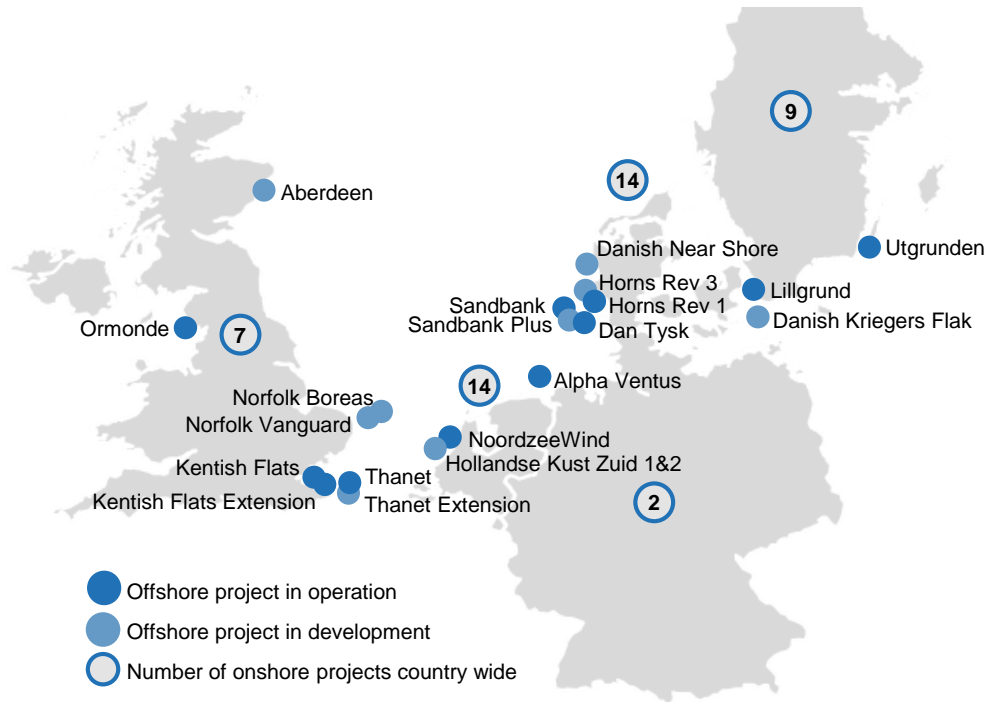 9
14
Aberdeen
Danish Near Shore
Utgrunden
Horns Rev 3
Lillgrund
Sandbank
Horns Rev 1
Sandbank Plus
Dan Tysk
Danish Kriegers Flak
Ormonde
7
Alpha Ventus
14
Norfolk Boreas
Norfolk Vanguard
NoordzeeWind
Hollandse Kust Zuid 1&2
Kentish Flats
Thanet
Kentish Flats Extension
Thanet Extension
2
Offshore project in operation
Offshore project in development
Number of onshore projects country wide